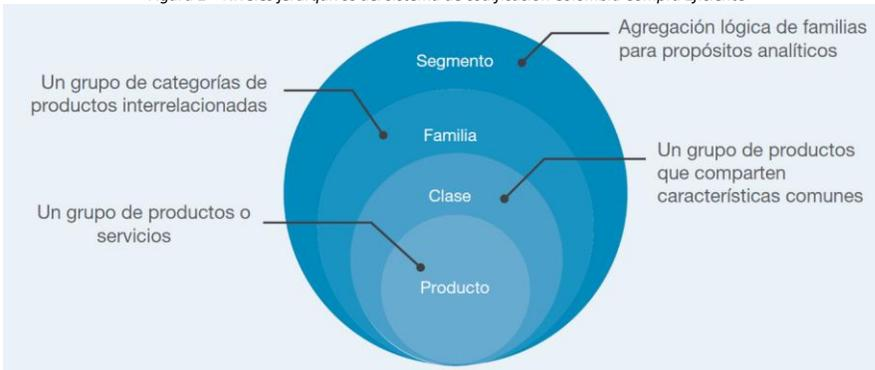 Segmento
Agregación lógica de familias
para propósitos analíticos
Un grupo de categorías de
productos interrelacionadas
Familia
Un grupo de productos
que comparten
características comunes
Clase
Un grupo de productos o
servicios
Producto